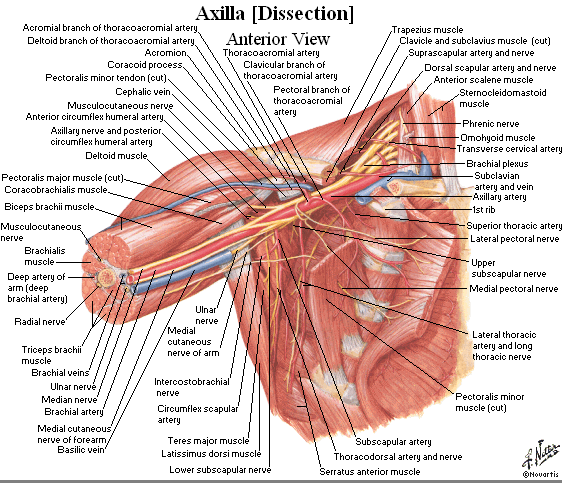 Axilla [Dissection]
Anterior View
Acromial branch of thoracoacromial artery
Deltoid branch of thoracoacromial artery
Acromion
Coracoid process
Pectoralis minor tendon (cut)
Cephalic vein
Musculocutaneous nerve
Anterior circumflex humeral artery
Axillary nerve and posterior
circumflex humeral artery
Deltoid muscle
Pectoralis major muscle (cut)
Coracobrachialis muscle
Biceps brachii muscle
Musculocutaneous
nerve
Brachialis
muscle
Deep artery of
arm (deep
brachial artery)
Radial nerve
Triceps brachii
muscle
Brachial veins
Ulnar nerve
Median nerve
Brachial artery
Medial cutaneous
nerve of forearm
Basilic vein
Thoracoacromial artery
Clavicular branch of
thoracoacromial artery
Pectoral branch of
thoracoacromial
artery
Trapezius muscle
Clavicle and subclavius muscle (cut)
Suprascapular artery and nerve
Dorsal scapular artery and nerve
Anterior scalene muscle
Sternocleidomastoid
muscle
Phrenic nerve
Omohyoid muscle
Transverse cervical artery
Brachial plexus
Subclavian
artery and vein
Axillary artery
1st rib
Superior thoracic artery
Lateral pectoral nerve
Upper
subscapular nerve
Medial pectoral nerve
Lateral thoracic
artery and long
thoracic nerve
Pectoralis minor
muscle (cut)
Ulnar
nerve
Medial
cutaneous
nerve of arm
Intercostobrachial
nerve
Circumflex scapular
artery
Teres major muscle
Latissimus dorsi muscle
Lower subscapular nerve
Subscapular artery
Thoracodorsal artery and nerve
Serratus anterior muscle
©Novartis